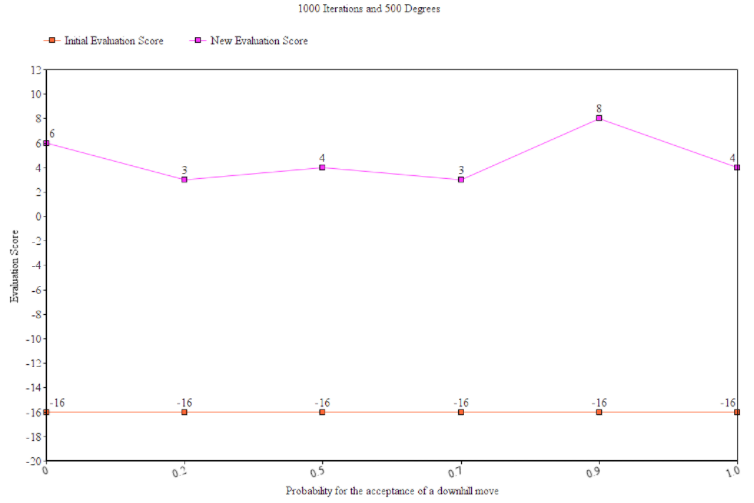 1000 Iterations and 500 Degrees
Initial Evaluation Score New Evaluation Score
12
10
8
6
4
2
0
-2
-4
-6
-8
-10
-12
-14
-16
-18
-20
Evaluation Score
6 3 4 3 8 4
-16 -16 -16 -16 -16 -16
0 0.2 0.5 0.7 0.9 1.0
Probability for the acceptance of a downhill move